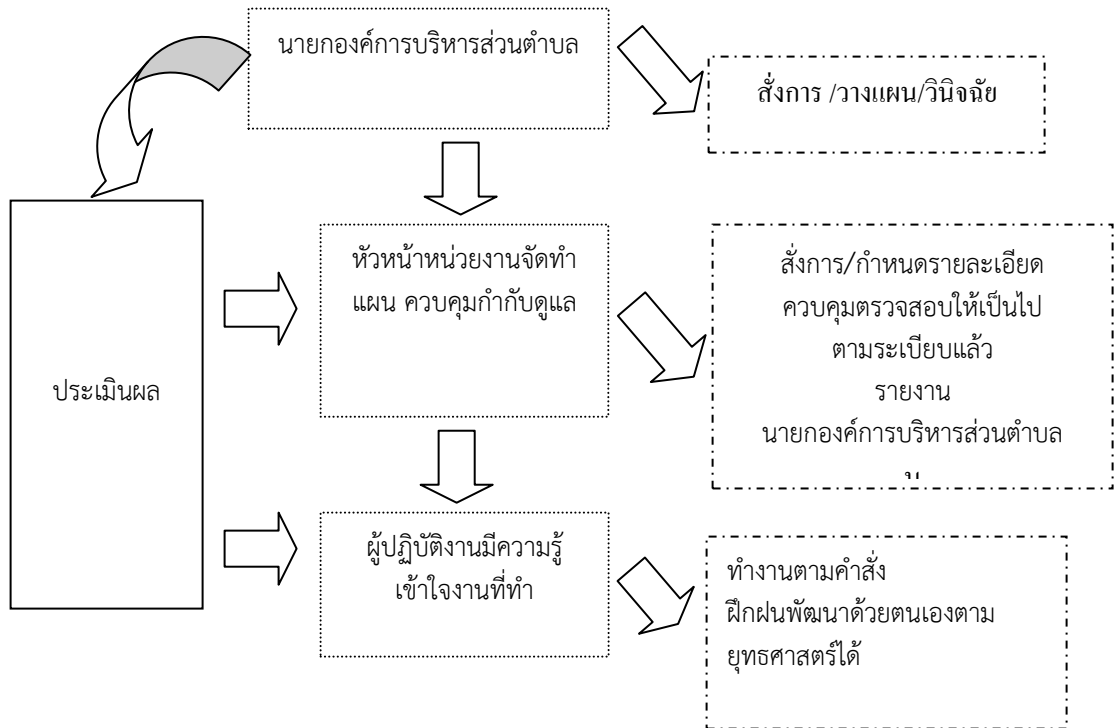 นายกองค์การบริหารส่วนตำบล
สั่งการ /วางแผน/วินิจฉัย
หัวหน้าหน่วยงานจัดทำ
แผน ควบคุมกำกับดูแล
สั่งการ/กำหนดรายละเอียด
ควบคุมตรวจสอบให้เป็นไป
ตามระเบียบแล้ว
รายงาน
นายกองค์การบริหารส่วนตำบล
ประเมินผล
ผู้ปฏิบัติงานมีความรู้
เข้าใจงานที่ทำ
ทำงานตามคำสั่ง
ฝึกฝนพัฒนาด้วยตนเองตาม
ยุทธศาสตร์ได้